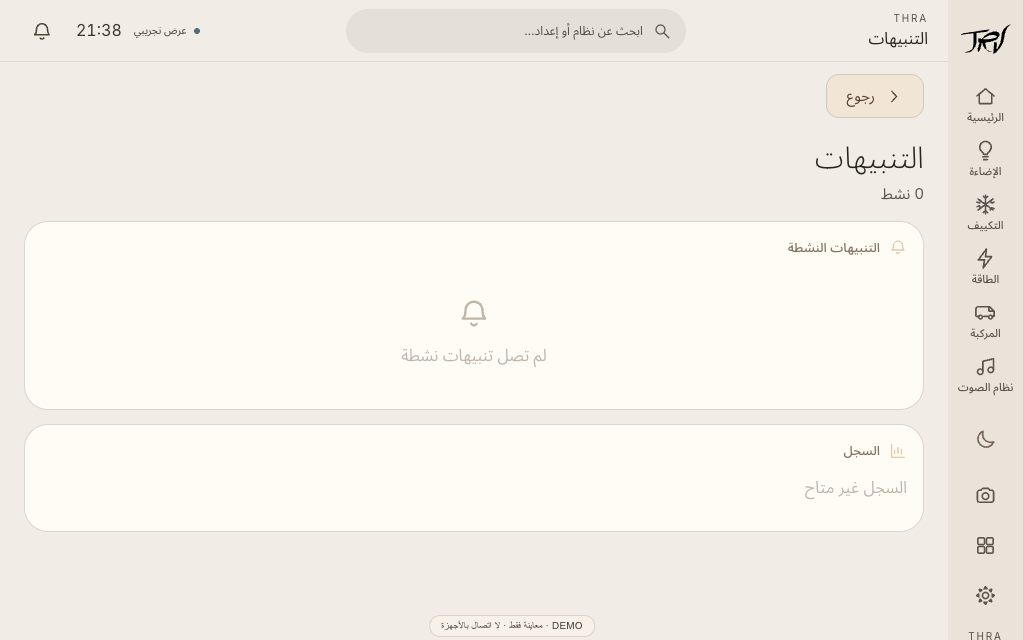 THRA
التنبيهات
ابحث عن نظام أو إعداد...
عرض تجريبي
21:38
الرئيسية
الإضاءة
التكييف
الطاقة
المركبة
نظام الصوت
THRA
رجوع
التنبيهات
0 نشط
التنبيهات النشطة
لم تصل تنبيهات نشطة
السجل
السجل غير متاح
DEMO · معاينة فقط · لا اتصال بالأجهزة